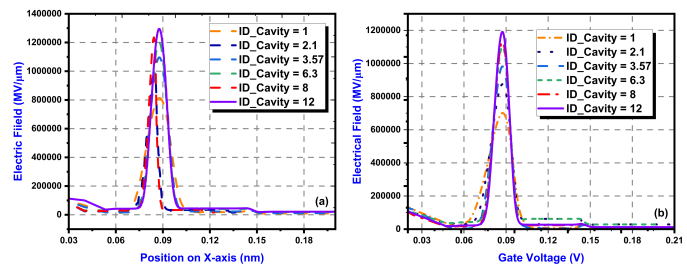 1400000
1200000
1000000
800000
600000
400000
200000
0
Electric Fiield (MV/μm)
0.03
0.06
0.09
0.15
0.18
Position on X-axis (nm)
ID_Cavity = 1
ID_Cavity = 2.1
ID_Cavity = 3.57
ID_Cavity = 6.3
ID_Cavity = 8
ID_Cavity = 12
(a)
1200000
1000000
800000
600000
400000
200000
0
Electrical Field (MV/μm)
0.03
0.06
0.09
0.12
0.15
0.18
0.21
Gate Voltage (V)
ID_Cavity = 1
ID_Cavity = 2.1
ID_Cavity = 3.57
ID_Cavity = 6.3
ID_Cavity = 8
ID_Cavity = 12
(b)